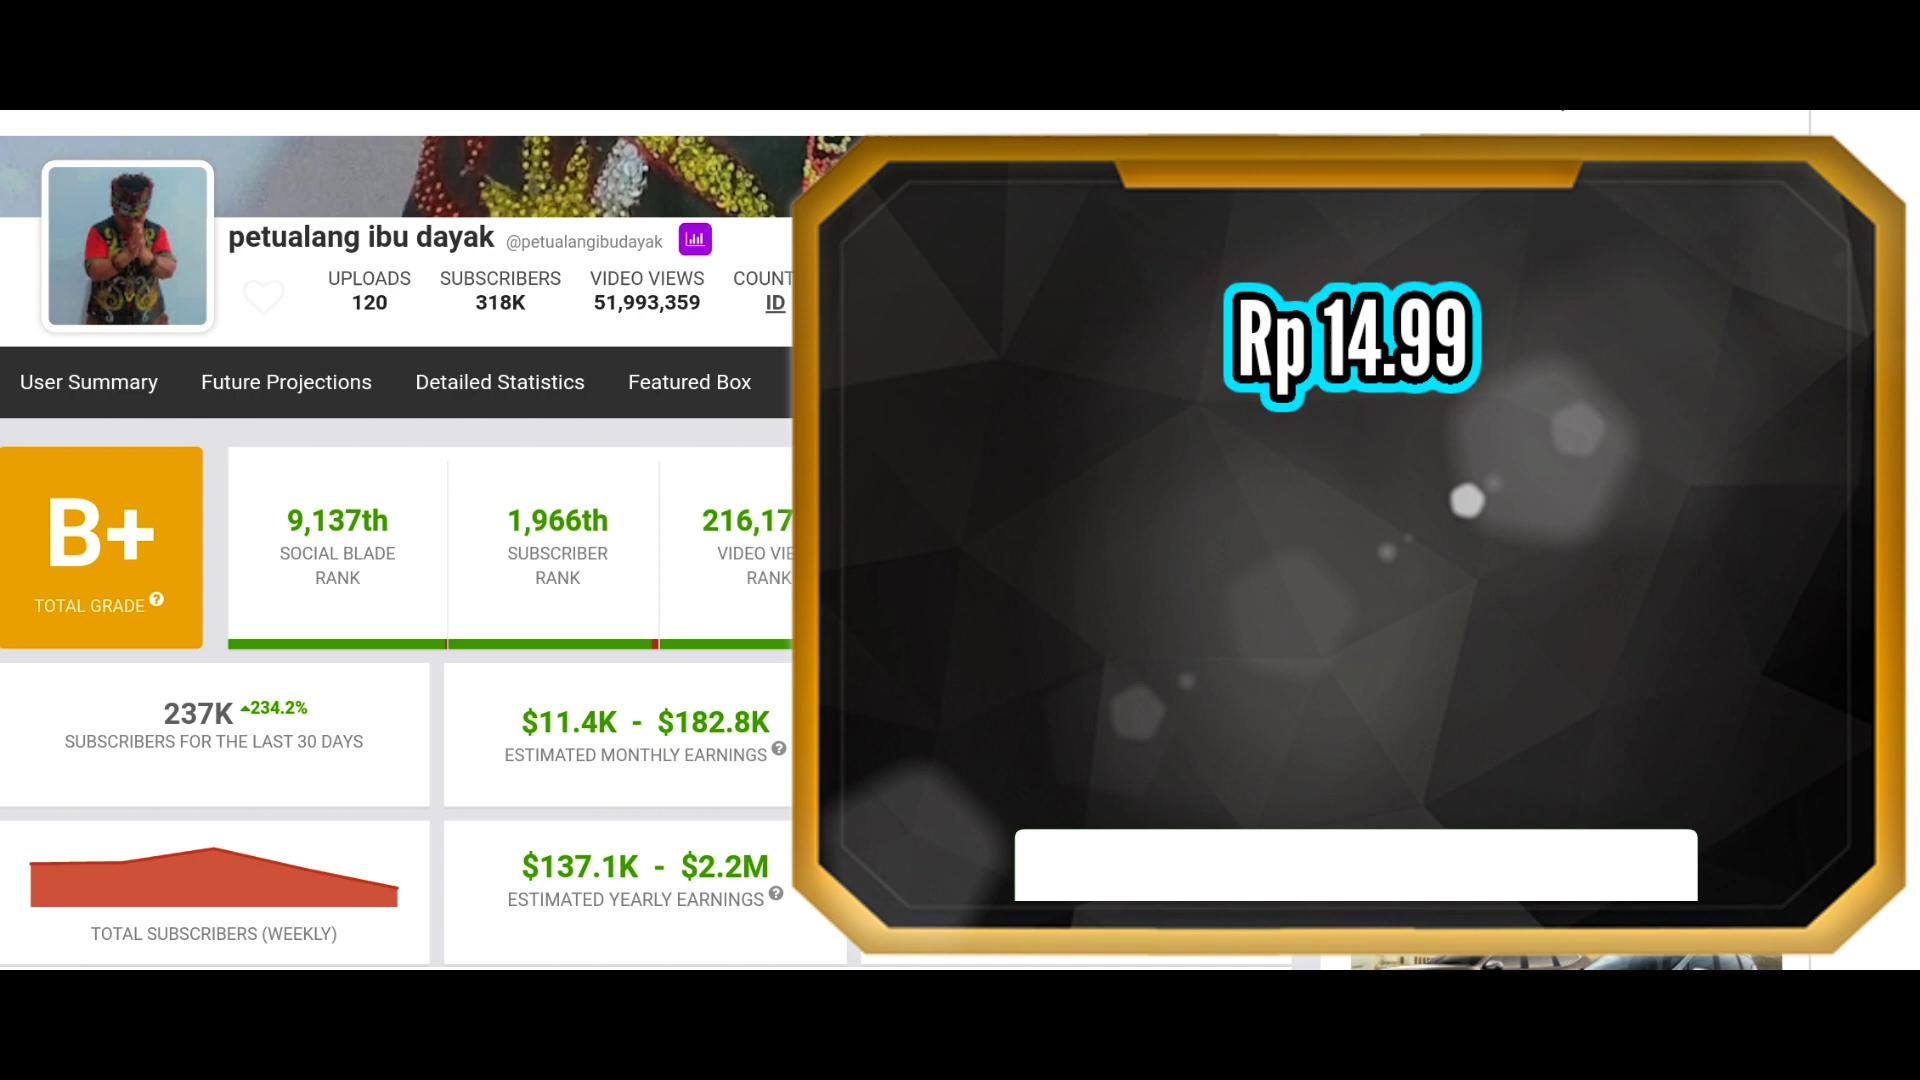 petualang ibu dayak @petualangibudayak
UPLOADS SUBSCRIBERS VIDEO VIEWS COUNT
120 318K 51,993,359 ID
User Summary Future Projections Detailed Statistics Featured Box
B+
TOTAL GRADE
9,137th
SOCIAL BLADE
RANK
1,966th
SUBSCRIBER
RANK
216,17
VIDEO VIE
RANK
237K 234.2%
SUBSCRIBERS FOR THE LAST 30 DAYS
$11.4K - $182.8K
ESTIMATED MONTHLY EARNINGS
TOTAL SUBSCRIBERS (WEEKLY)
$137.1K - $2.2M
ESTIMATED YEARLY EARNINGS
Rp 14.99